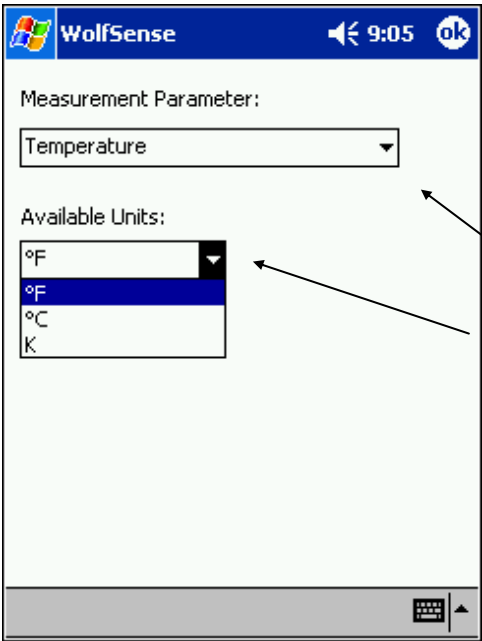 WolfSense 9:05 ok
Measurement Parameter:
Temperature
Available Units:
°F
°F
°C
K